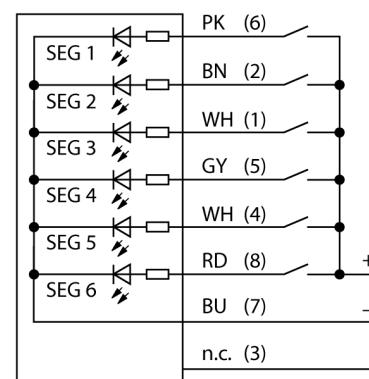 PK (6)
SEG 1
BN (2)
SEG 2
WH (1)
SEG 3
GY (5)
SEG 4
WH (4)
SEG 5
RD (8)
+
SEG 6
BU (7)
–
n.c. (3)